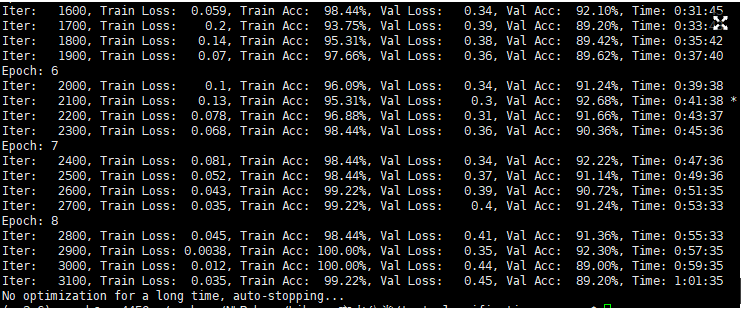 Iter: 1600, Train Loss: 0.059, Train Acc: 98.44%, Val Loss: 0.34, Val Acc: 92.10%, Time: 0:31:45
Iter: 1700, Train Loss: 0.2, Train Acc: 93.75%, Val Loss: 0.36, Val Acc: 89.20%, Time: 0:33:
Iter: 1800, Train Loss: 0.14, Train Acc: 95.31%, Val Loss: 0.38, Val Acc: 89.42%, Time: 0:35:42
Iter: 1900, Train Loss: 0.07, Train Acc: 97.66%, Val Loss: 0.36, Val Acc: 89.62%, Time: 0:37:40
Epoch: 6
Iter: 2000, Train Loss: 0.1, Train Acc: 96.09%, Val Loss: 0.34, Val Acc: 91.24%, Time: 0:39:38
Iter: 2100, Train Loss: 0.13, Train Acc: 95.31%, Val Loss: 0.3, Val Acc: 92.68%, Time: 0:41:38 *
Iter: 2200, Train Loss: 0.078, Train Acc: 96.88%, Val Loss: 0.31, Val Acc: 91.66%, Time: 0:43:37
Iter: 2300, Train Loss: 0.068, Train Acc: 98.44%, Val Loss: 0.36, Val Acc: 90.36%, Time: 0:45:36
Epoch: 7
Iter: 2400, Train Loss: 0.081, Train Acc: 98.44%, Val Loss: 0.34, Val Acc: 92.22%, Time: 0:47:36
Iter: 2500, Train Loss: 0.052, Train Acc: 98.44%, Val Loss: 0.37, Val Acc: 91.14%, Time: 0:49:36
Iter: 2600, Train Loss: 0.043, Train Acc: 99.22%, Val Loss: 0.39, Val Acc: 90.72%, Time: 0:51:35
Iter: 2700, Train Loss: 0.035, Train Acc: 99.22%, Val Loss: 0.4, Val Acc: 91.24%, Time: 0:53:33
Epoch: 8
Iter: 2800, Train Loss: 0.045, Train Acc: 98.44%, Val Loss: 0.41, Val Acc: 91.36%, Time: 0:55:33
Iter: 2900, Train Loss: 0.0038, Train Acc: 100.00%, Val Loss: 0.35, Val Acc: 92.30%, Time: 0:57:35
Iter: 3000, Train Loss: 0.012, Train Acc: 100.00%, Val Loss: 0.44, Val Acc: 89.00%, Time: 0:59:35
Iter: 3100, Train Loss: 0.035, Train Acc: 99.22%, Val Loss: 0.45, Val Acc: 89.20%, Time: 1:01:35
No optimization for a long time, auto-stopping...